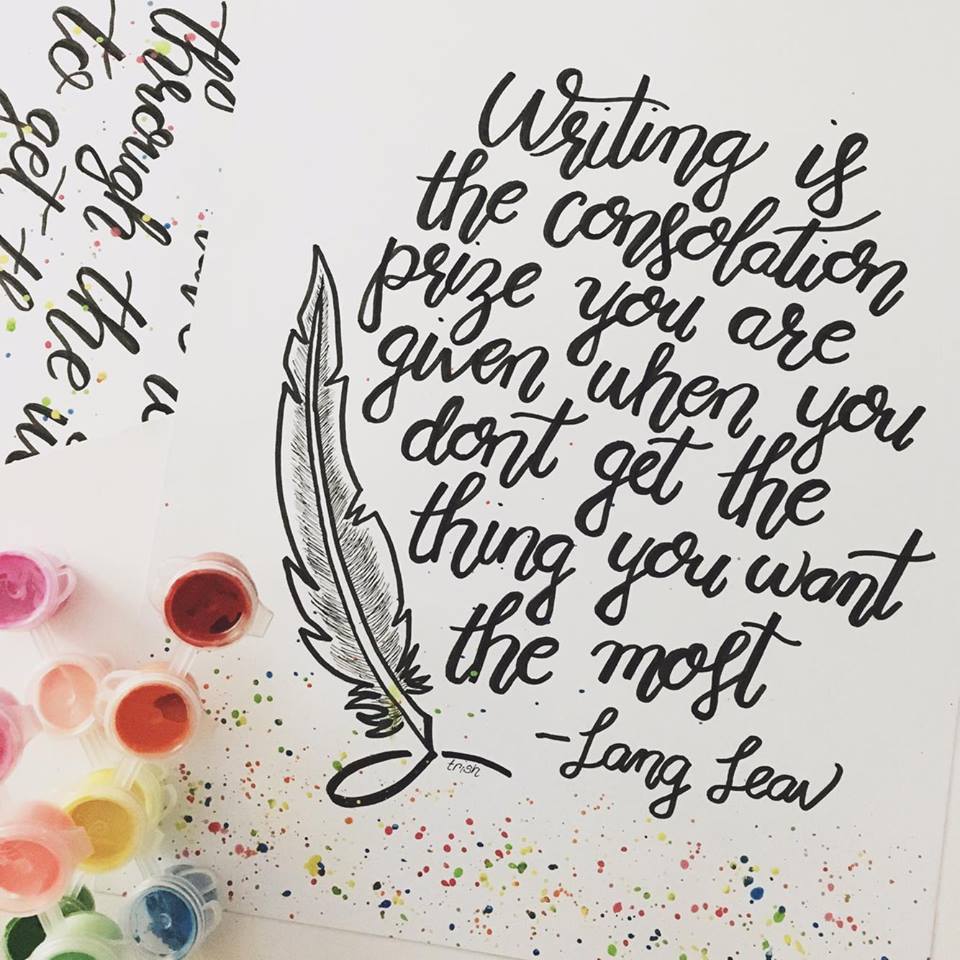 Writing is
the consolation
prize you are
given when you
dont get the
thing you want
the most
-Lang Leav
trish
the
through
to get the